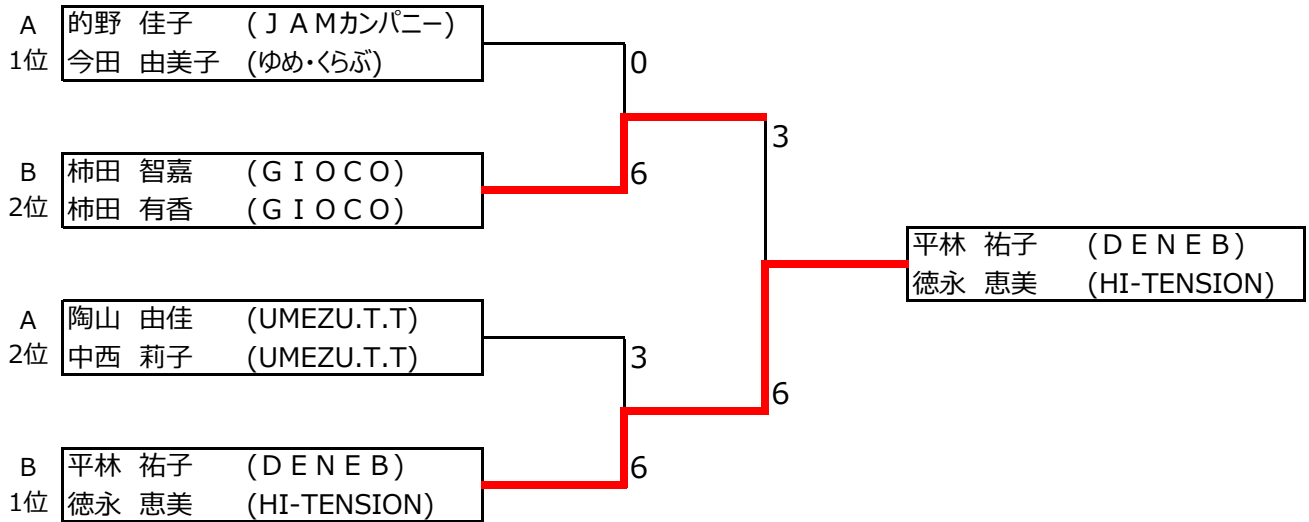 A 的野 佳子 (ＪＡＭカンパニー)
1位 今田 由美子 (ゆめ・くらぶ)
0
3
B 柿田 智嘉 (ＧＩＯＣＯ)
2位 柿田 有香 (ＧＩＯＣＯ)
6
平林 祐子 (ＤＥＮＥＢ)
徳永 恵美 (HI-TENSION)
A 陶山 由佳 (UMEZU.T.T)
2位 中西 莉子 (UMEZU.T.T)
3
6
B 平林 祐子 (ＤＥＮＥＢ)
1位 徳永 恵美 (HI-TENSION)
6